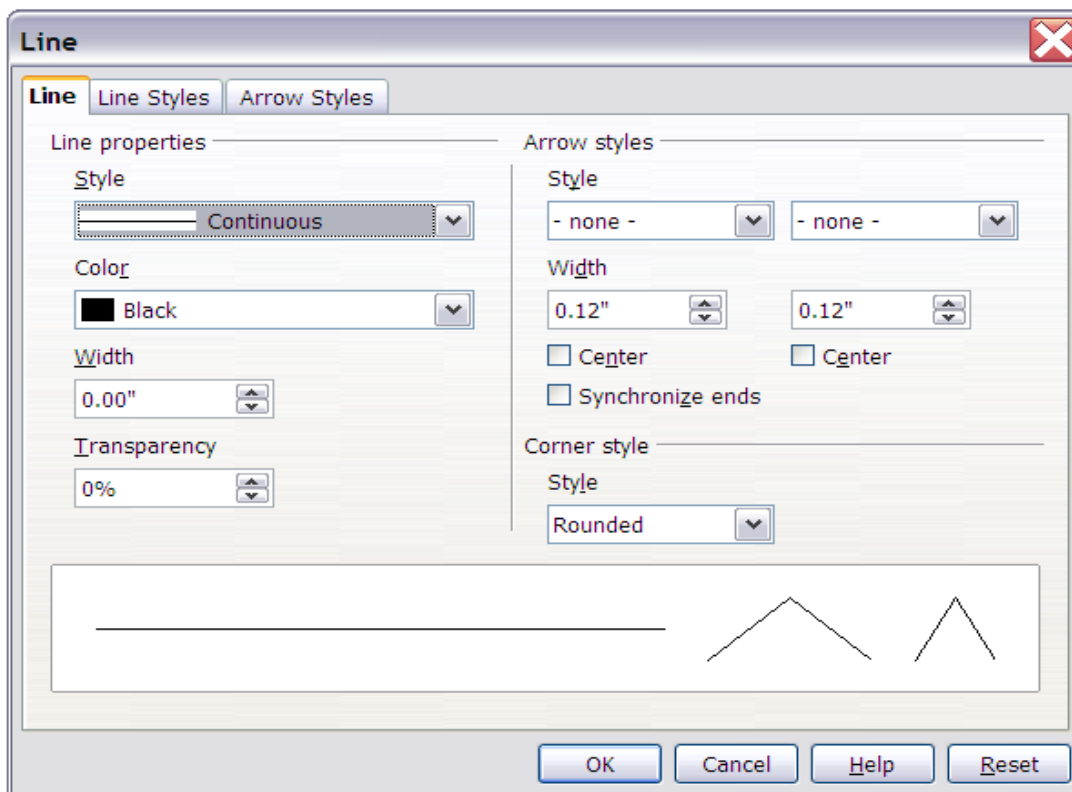 Line
Line Line Styles Arrow Styles
Line properties
Style
Continuous
Color
Black
Width
0.00"
Transparency
0%
Arrow styles
Style
- none - - none -
Width
0.12" 0.12"
Center Center
Synchronize ends
Corner style
Style
Rounded
OK Cancel Help Reset